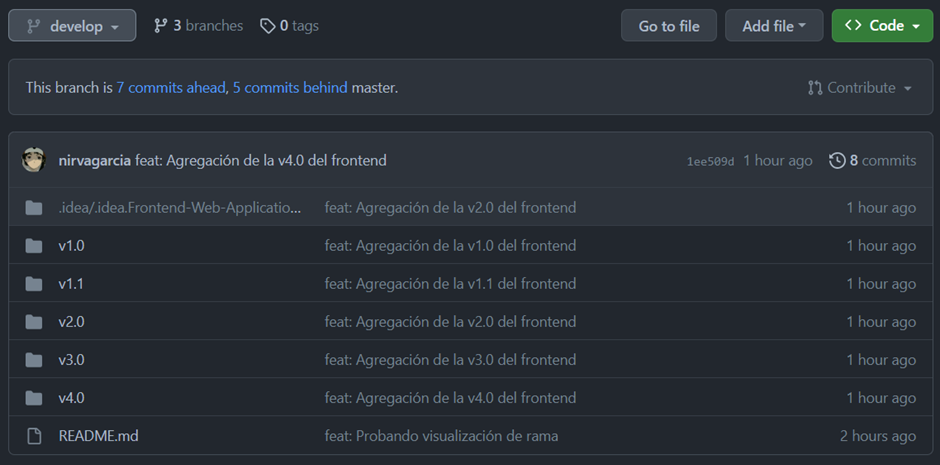 develop 3 branches 0 tags Go to file Add file Code
This branch is 7 commits ahead, 5 commits behind master. Contribute
nirvagarcia feat: Agregación de la v4.0 del frontend 1ee509d 1 hour ago 8 commits
.idea/.idea.Frontend-Web-Applicatio... feat: Agregación de la v2.0 del frontend 1 hour ago
v1.0 feat: Agregación de la v1.0 del frontend 1 hour ago
v1.1 feat: Agregación de la v1.1 del frontend 1 hour ago
v2.0 feat: Agregación de la v2.0 del frontend 1 hour ago
v3.0 feat: Agregación de la v3.0 del frontend 1 hour ago
v4.0 feat: Agregación de la v4.0 del frontend 1 hour ago
README.md feat: Probando visualización de rama 2 hours ago